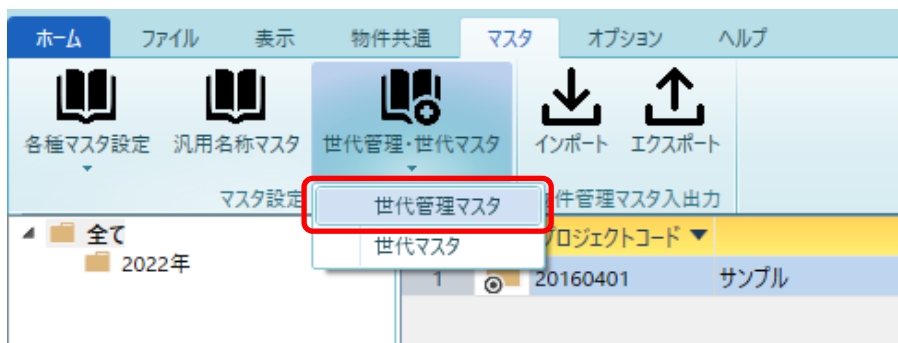 ホーム ファイル 表示 物件共通 マスタ オプション ヘルプ
各種マスタ設定 汎用名称マスタ 世代管理・世代マスタ インポート エクスポート
マスタ設定 件管理マスタ入出力
世代管理マスタ
世代マスタ
全て
2022年
プロジェクトコード ▼
1 20160401 サンプル